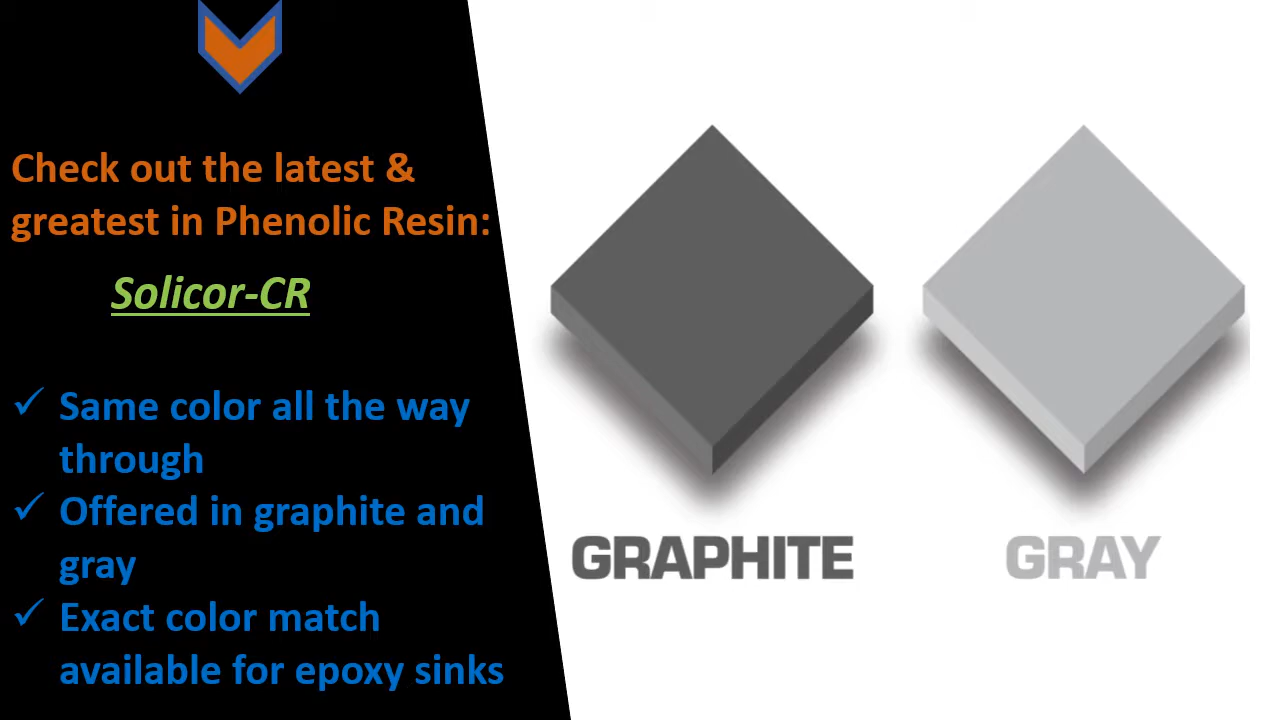 Check out the latest &
greatest in Phenolic Resin:
Solicor-CR
✓ Same color all the way
through
✓ Offered in graphite and
gray
✓ Exact color match
available for epoxy sinks
GRAPHITE
GRAY